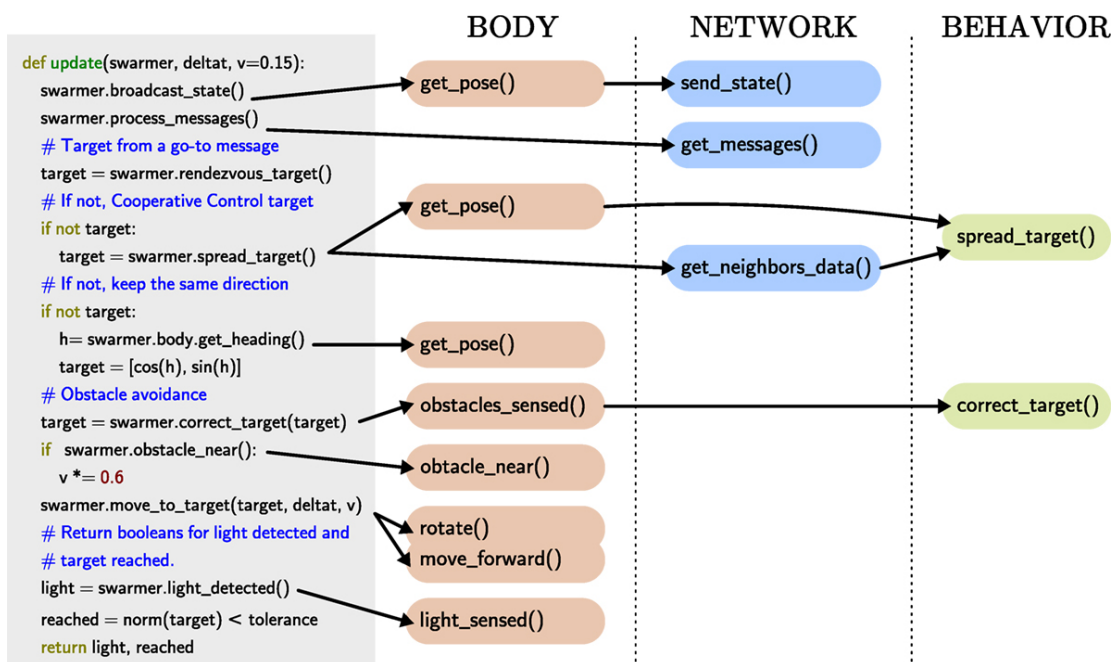 BODY
NETWORK
BEHAVIOR
def update(swarmer, deltat, v=0.15):
swarmer.broadcast_state()
swarmer.process_messages()
# Target from a go-to message
target = swarmer.rendezvous_target()
# If not, Cooperative Control target
if not target:
target = swarmer.spread_target()
# If not, keep the same direction
if not target:
h= swarmer.body.get_heading()
target = [cos(h), sin(h)]
# Obstacle avoidance
target = swarmer.correct_target(target)
if swarmer.obstacle_near():
v *= 0.6
swarmer.move_to_target(target, deltat, v)
# Return booleans for light detected and
# target reached.
light = swarmer.light_detected()
reached = norm(target) < tolerance
return light, reached
get_pose()
get_pose()
get_pose()
obstacles_sensed()
obtacle_near()
rotate()
move_forward()
light_sensed()
send_state()
get_messages()
get_neighbors_data()
spread_target()
correct_target()